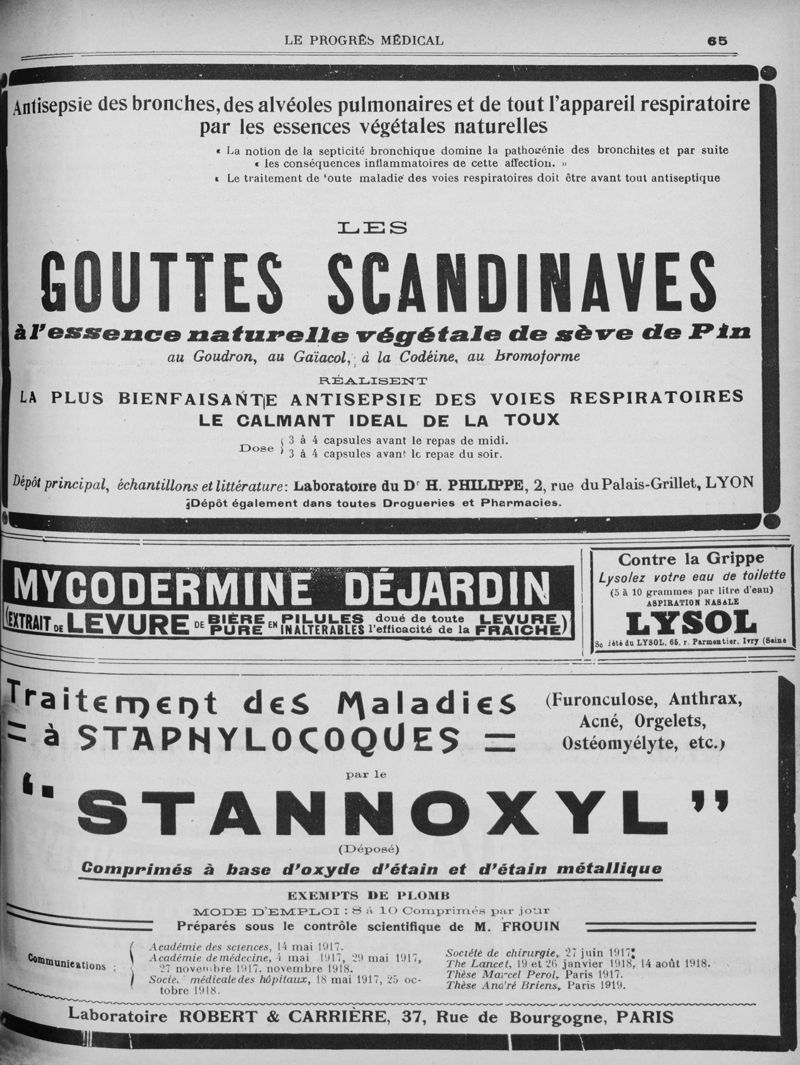 LE PROGRÈS MÉDICAL
65
Antisepsie des bronches, des alvéoles pulmonaires et de tout l'appareil respiratoire
par les essences végétales naturelles
« La notion de la septicité bronchique domine la pathogénie des bronchites et par suite
« les conséquences inflammatoires de cette affection. »
« Le traitement de 'oute maladie des voies respiratoires doit être avant tout antiseptique
LES
GOUTTES SCANDINAVES
à l'essence naturelle végétale de sève de Pin
au Goudron, au Gaïacol, à la Codéine, au bromoforme
RÉALISENT
LA PLUS BIENFAISANTE ANTISEPSIE DES VOIES RESPIRATOIRES
LE CALMANT IDEAL DE LA TOUX
Dose
3 à 4 capsules avant le repas de midi.
3 à 4 capsules avant le repas du soir.
Dépôt principal, échantillons et littérature: Laboratoire du Dr H. PHILIPPE, 2, rue du Palais-Grillet, LYON
Dépôt également dans toutes Drogueries et Pharmacies.
MYCODERMINE DÉJARDIN
(EXTRAIT DE LEVURE DE BIÈRE PURE EN PILULES INALTERABLES doué de toute l'efficacité de la LEVURE FRAICHE)
Contre la Grippe
Lysolez votre eau de toilette
(5 à 10 grammes par litre d'eau)
ASPIRATION NASALE
LYSOL
Sc iété du LYSOL, 65, r. Parmentier, Ivry (Seine
Traitement des Maladies
= à STAPHYLOCOQUES =
(Furonculose, Anthrax,
Acné, Orgelets,
Ostéomyélyte, etc.)
par le
"STANNOXYL"
(Déposé)
Comprimés à base d'oxyde d'étain et d'étain métallique
EXEMPTS DE PLOMB
MODE D'EMPLOI : 8 à 10 Comprimés par jour
Préparés sous le contrôle scientifique de M. FROUIN
Communications :
Académie des sciences, 14 mai 1917.
Académie de médecine, 4 mai 1917, 29 mai 1917,
27 novembre 1917. novembre 1918.
Socié. médicale des hôpitaux, 18 mai 1917, 25 oc-
tobre 1918.
Société de chirurgie, 27 juin 1917
The Lancet, 19 et 26 janvier 1918, 14 août 1918.
Thèse Marcel Perol, Paris 1917.
Thèse André Briens, Paris 1919.
Laboratoire ROBERT & CARRIÈRE, 37, Rue de Bourgogne, PARIS